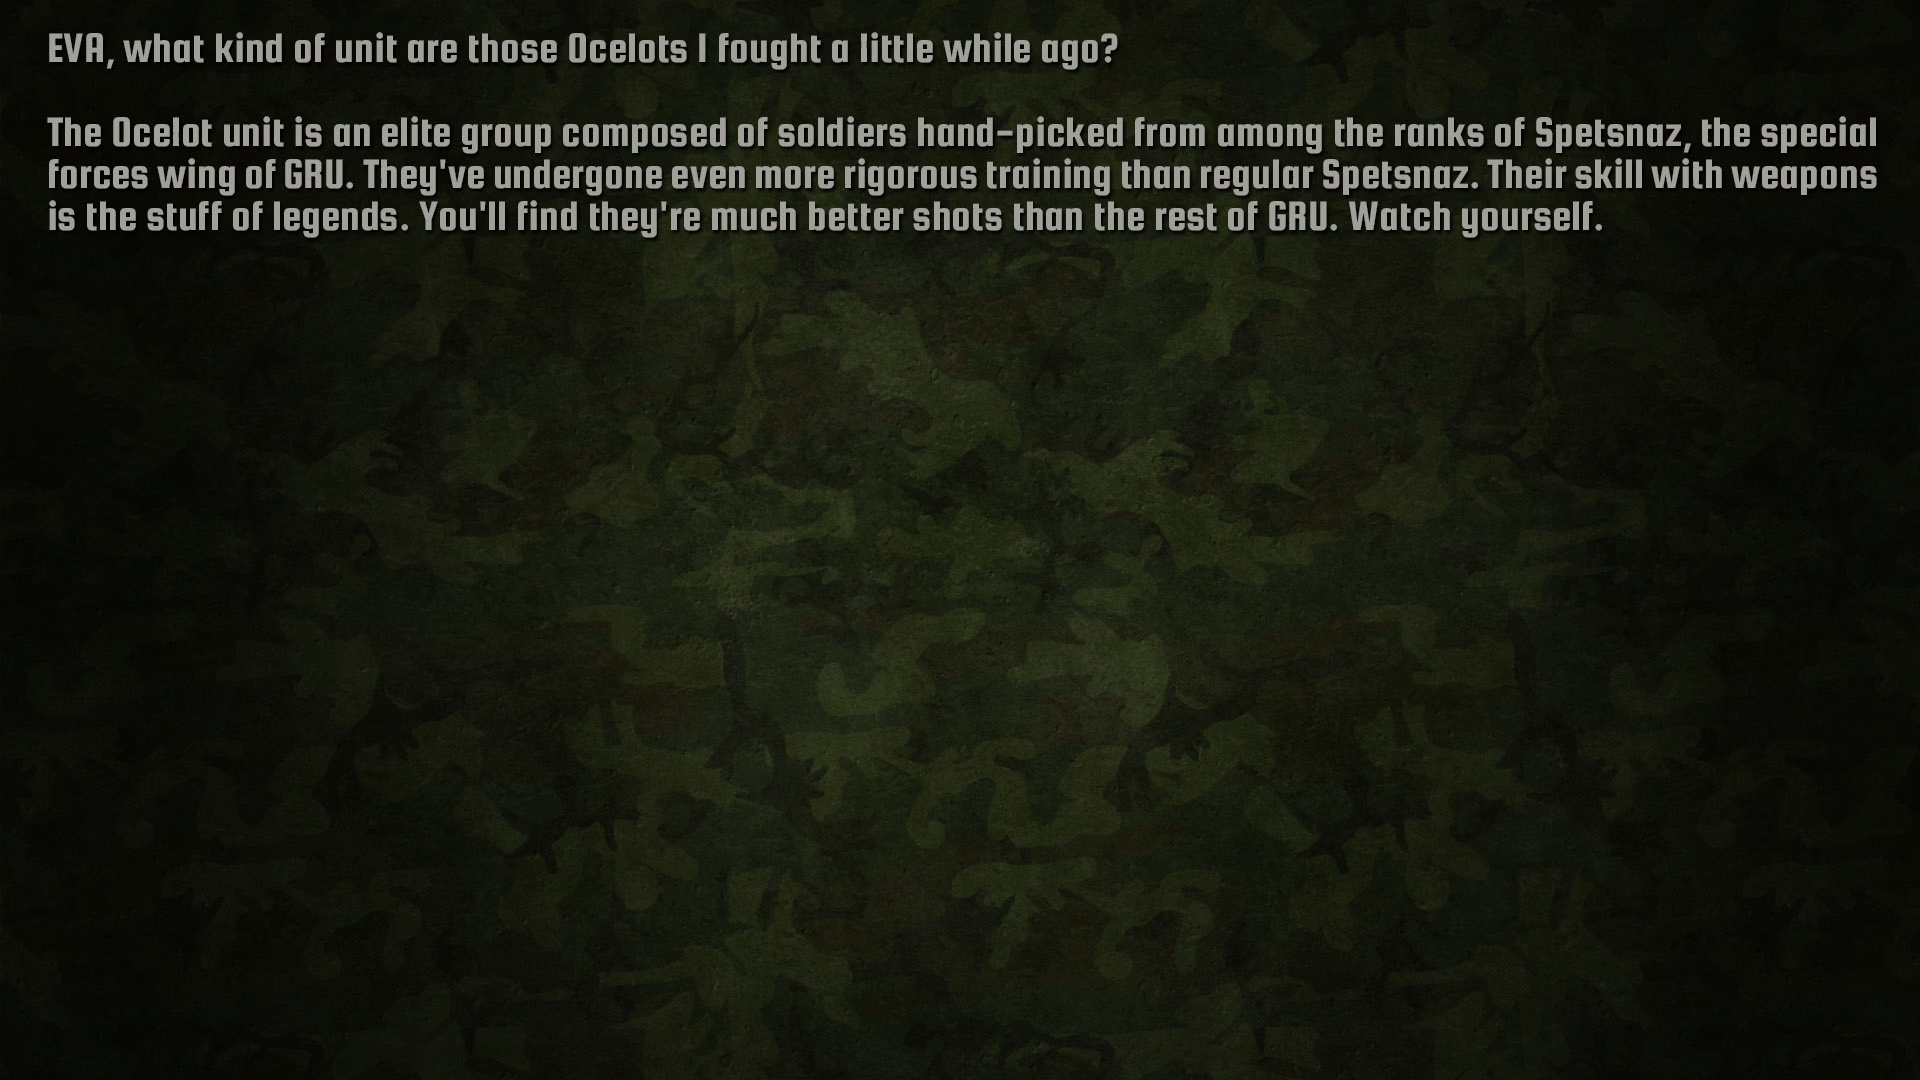 EVA, what kind of unit are those Ocelots I fought a little while ago?
The Ocelot unit is an elite group composed of soldiers hand-picked from among the ranks of Spetsnaz, the special
forces wing of GRU. They've undergone even more rigorous training than regular Spetsnaz. Their skill with weapons
is the stuff of legends. You'll find they're much better shots than the rest of GRU. Watch yourself.